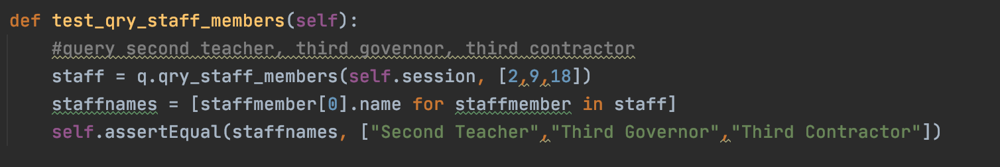 def test_qry_staff_members(self):
#query second teacher, third governor, third contractor
staff = q.qry_staff_members(self.session, [2,9,18])
staffnames = [staffmember[0].name for staffmember in staff]
self.assertEqual(staffnames, ["Second Teacher","Third Governor","Third Contractor"])